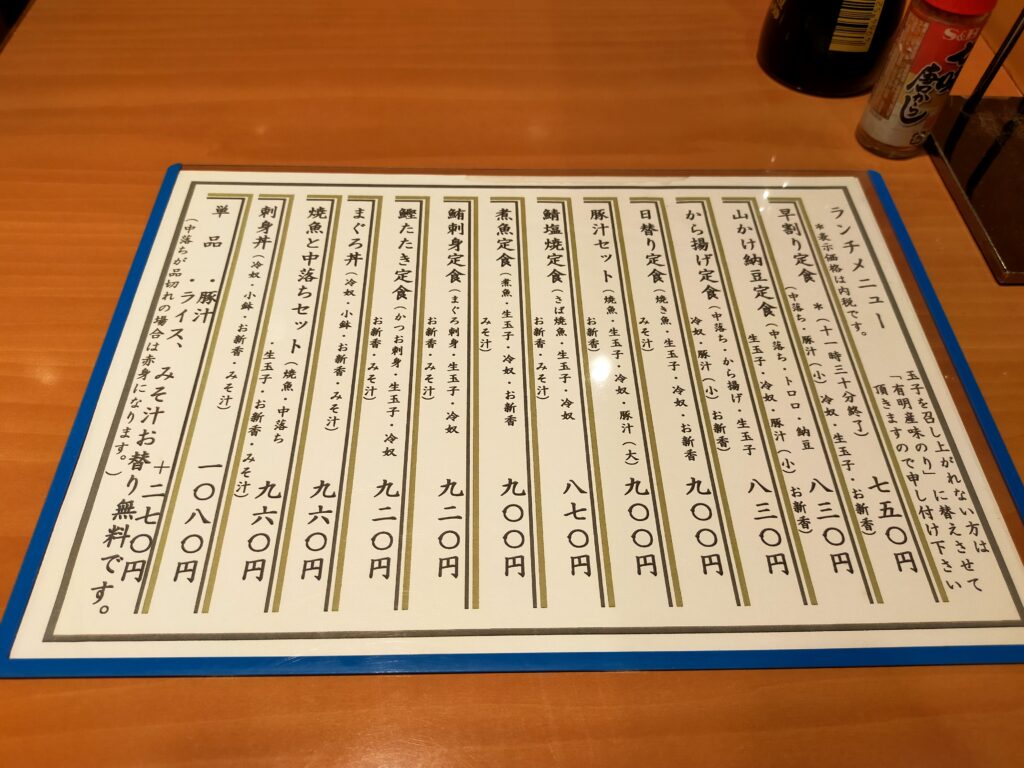 ランチメニュー
*表示価格は内税です。
玉子を召し上がれない方は
「有明産味のり」に替えさせて
頂きますので申し付け下さい
早割り定食 *(十一時三十分終了) 七五〇円
(中落ち・豚汁(小)・冷奴・生玉子・お新香)
山かけ納豆定食(中落ち・トロロ・納豆 八三〇円
生玉子・冷奴・豚汁(小)お新香)
から揚げ定食(中落ち・から揚げ・生玉子 八三〇円
冷奴・豚汁(小)お新香)
日替り定食(焼き魚・生玉子・冷奴・お新香 九〇〇円
みそ汁)
豚汁セット(焼魚・生玉子・冷奴・豚汁(大) 九〇〇円
お新香)
鯖塩焼定食(さば焼魚・生玉子・冷奴 八七〇円
お新香・みそ汁)
煮魚定食(煮魚・生玉子・冷奴・お新香 九〇〇円
みそ汁)
鮪刺身定食(まぐろ刺身・生玉子・冷奴 九二〇円
お新香・みそ汁)
鰹たたき定食(かつお刺身・生玉子・冷奴 九二〇円
お新香・みそ汁)
まぐろ丼(冷奴・小鉢・お新香・みそ汁) 九六〇円
焼魚と中落ちセット(焼魚・中落ち 九六〇円
・生玉子・お新香・みそ汁)
刺身丼(冷奴・小鉢・お新香・みそ汁) 一〇八〇円
単品・豚汁 +二七〇円
・ライス、みそ汁お替り無料です。
(中落ちが品切れの場合は赤身になります。)
S&B
七味
唐からし